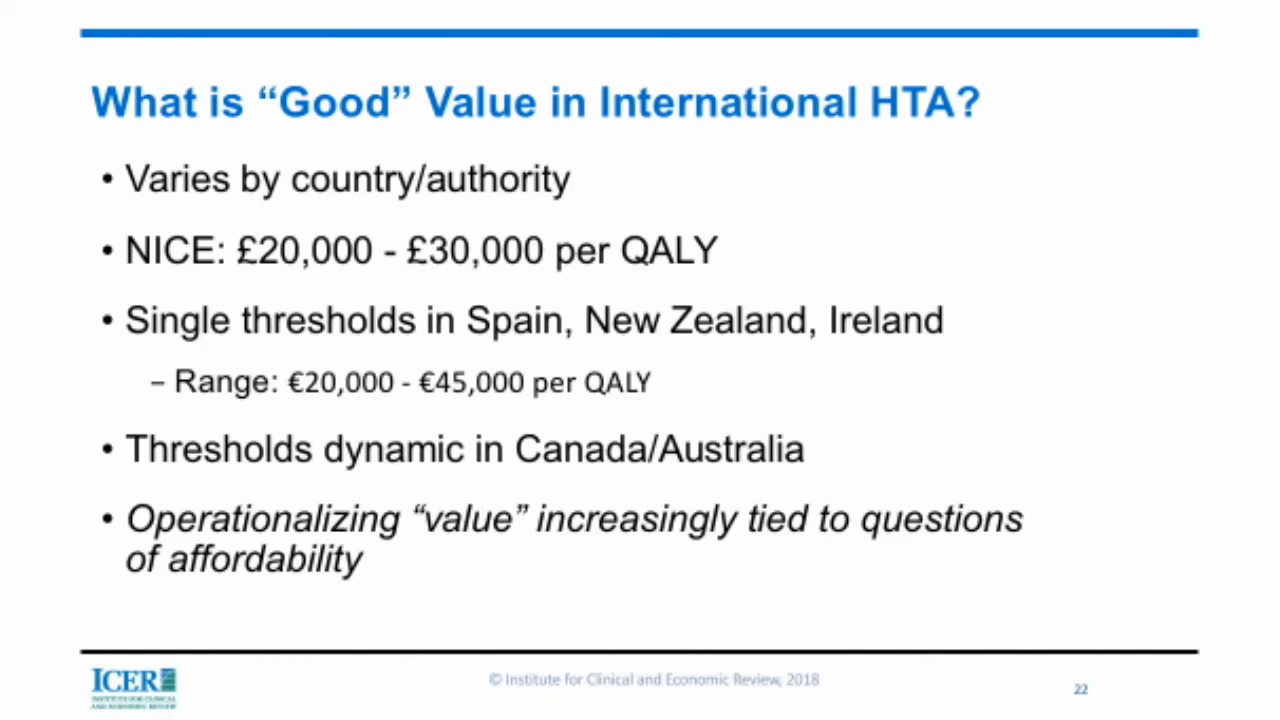 What is “Good” Value in International HTA?
• Varies by country/authority
• NICE: £20,000 - £30,000 per QALY
• Single thresholds in Spain, New Zealand, Ireland
– Range: €20,000 - €45,000 per QALY
• Thresholds dynamic in Canada/Australia
• Operationalizing “value” increasingly tied to questions
of affordability
ICER
INSTITUTE FOR CLINICAL
AND ECONOMIC REVIEW
© Institute for Clinical and Economic Review, 2018
22